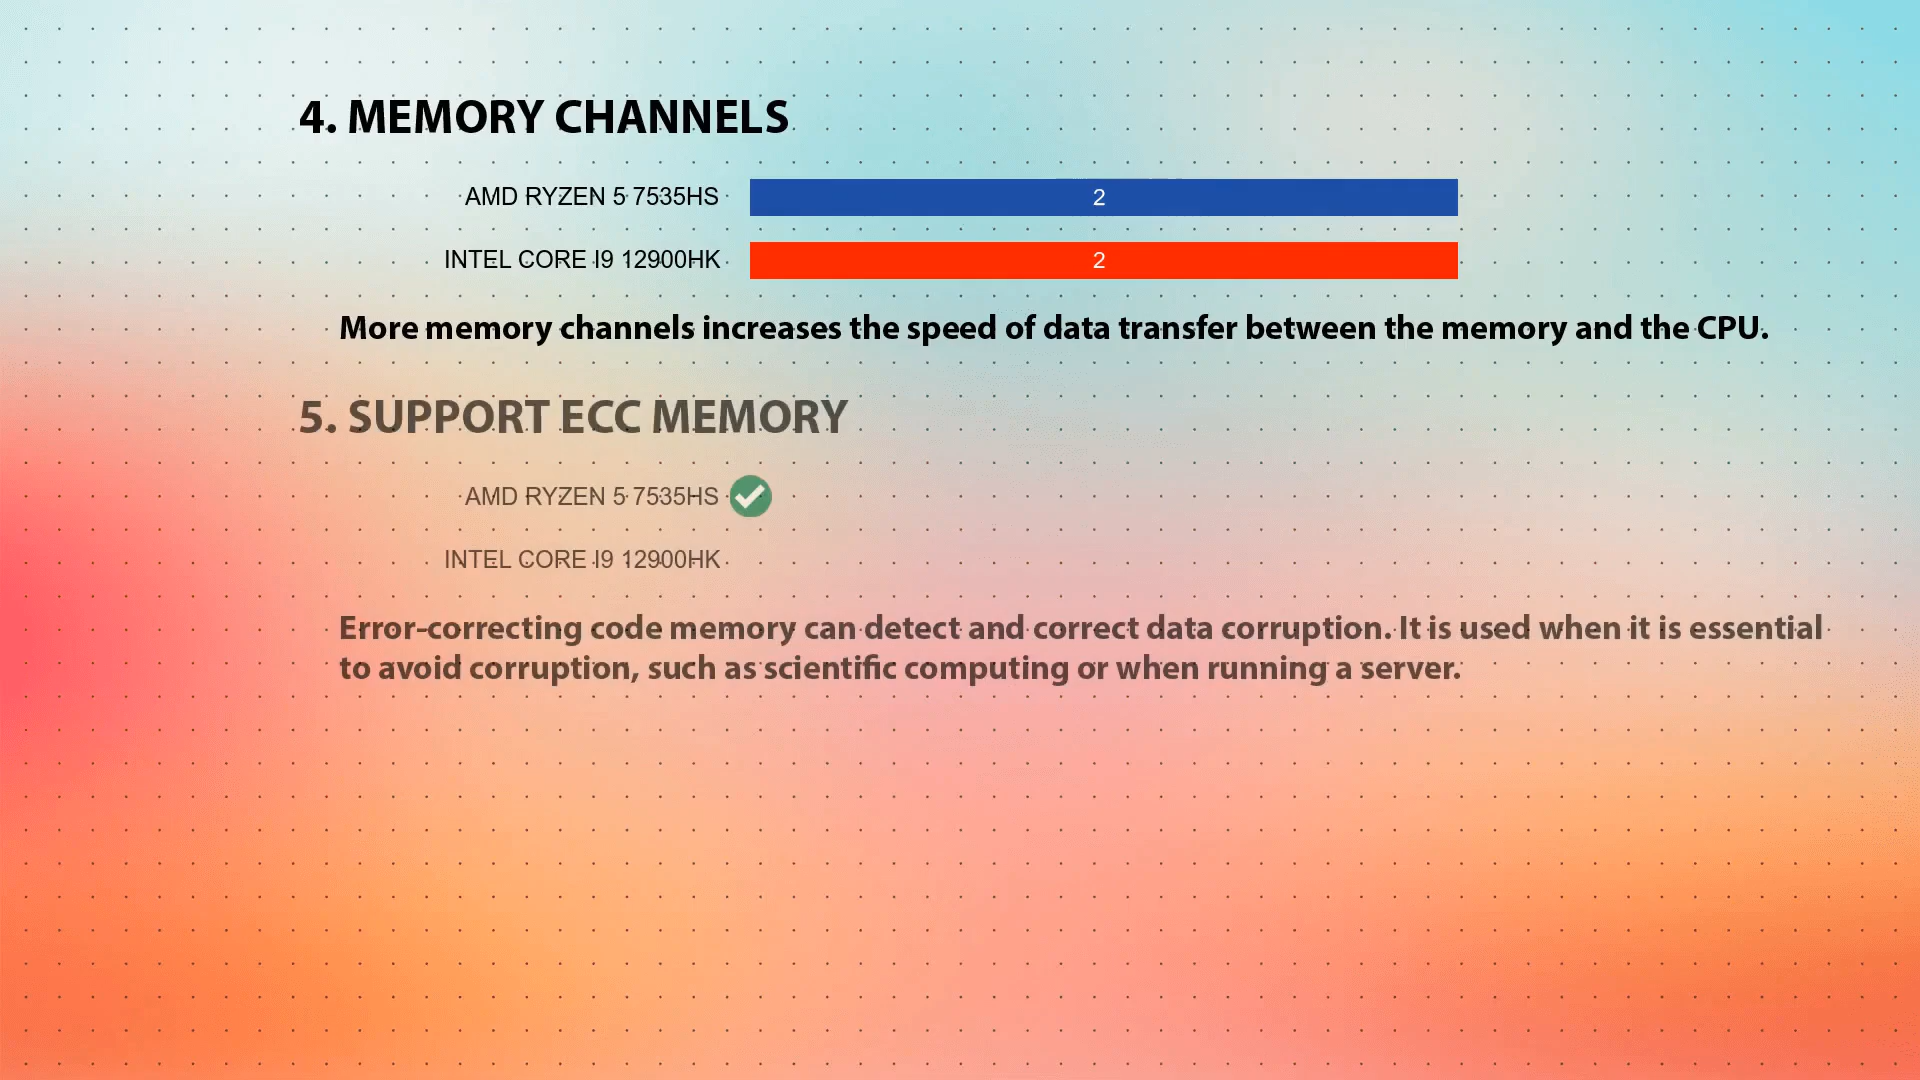 4. MEMORY CHANNELS
AMD RYZEN 5 7535HS
2
INTEL CORE I9 12900HK
2
More memory channels increases the speed of data transfer between the memory and the CPU.
5. SUPPORT ECC MEMORY
AMD RYZEN 5 7535HS
INTEL CORE I9 12900HK
Error-correcting code memory can detect and correct data corruption. It is used when it is essential
to avoid corruption, such as scientific computing or when running a server.